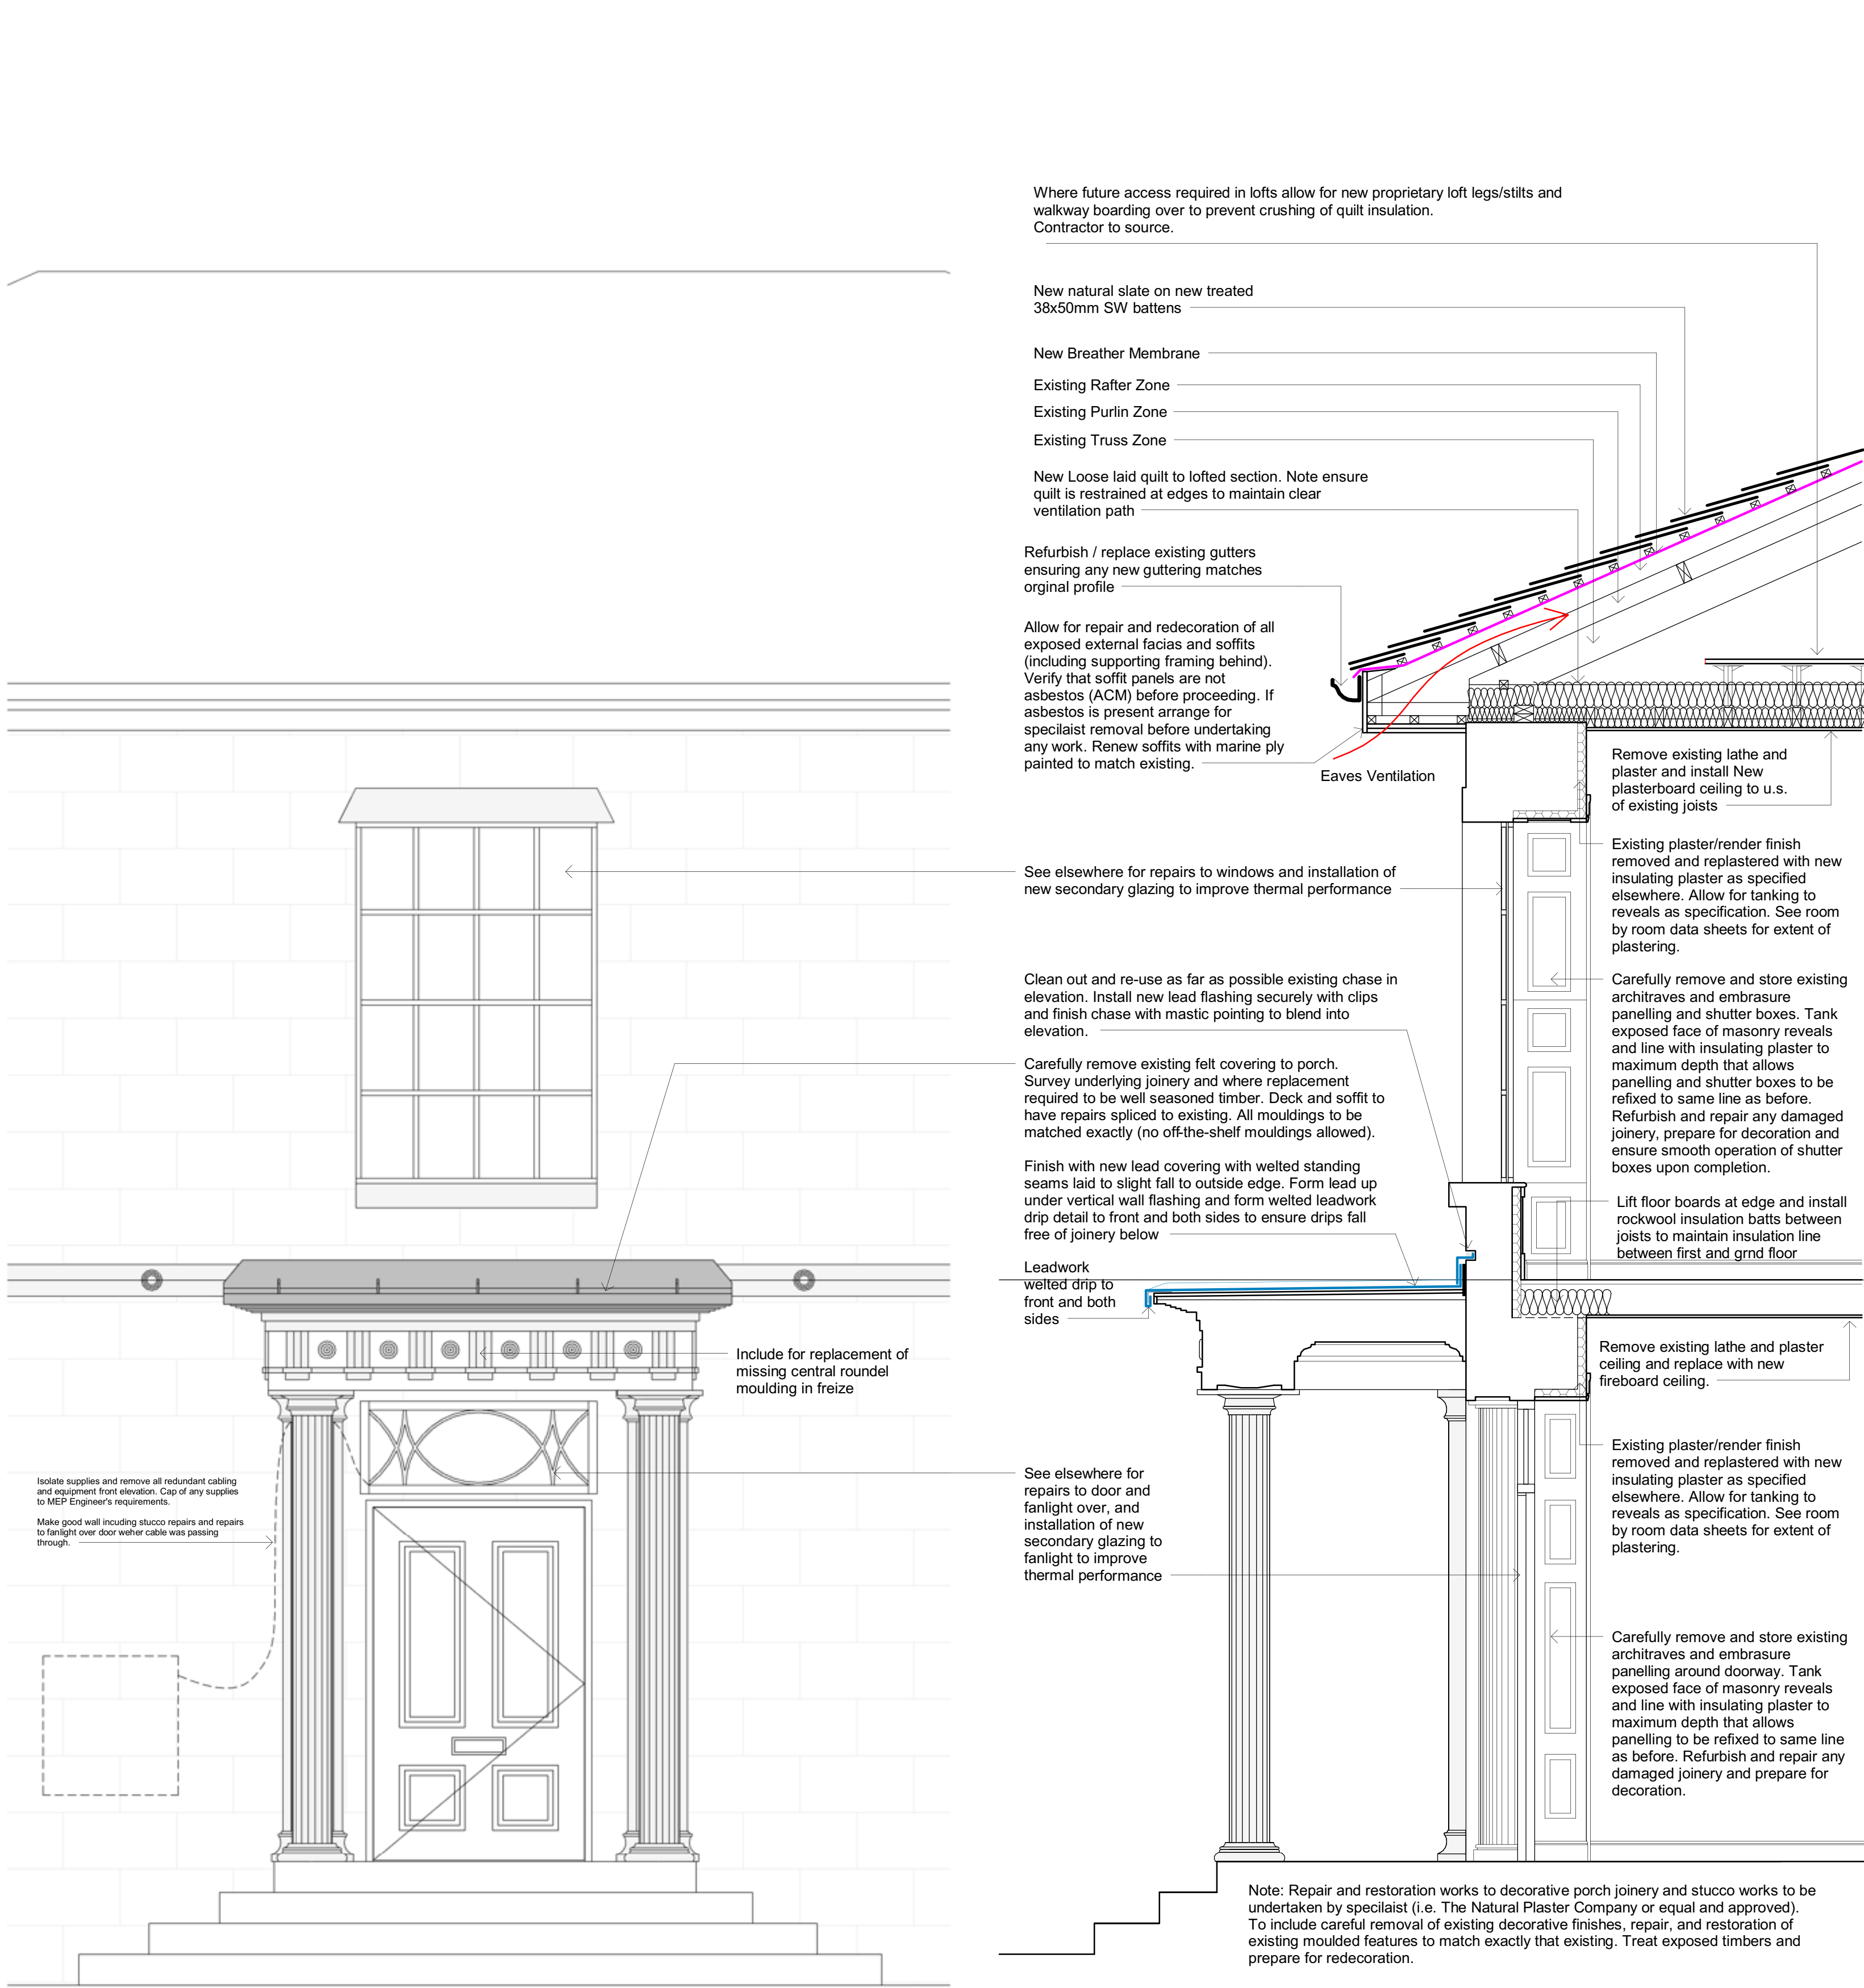 Where future access required in lofts allow for new proprietary loft legs/stilts and
walkway boarding over to prevent crushing of quilt insulation.
Contractor to source.
New natural slate on new treated
38x50mm SW battens
New Breather Membrane
Existing Rafter Zone
Existing Purlin Zone
Existing Truss Zone
New Loose laid quilt to lofted section. Note ensure
quilt is restrained at edges to maintain clear
ventilation path
Refurbish / replace existing gutters
ensuring any new guttering matches
orginal profile
Allow for repair and redecoration of all
exposed external facias and soffits
(including supporting framing behind).
Verify that soffit panels are not
asbestos (ACM) before proceeding. If
asbestos is present arrange for
specilaist removal before undertaking
any work. Renew soffits with marine ply
painted to match existing.
Eaves Ventilation
Remove existing lathe and
plaster and install New
plasterboard ceiling to u.s.
of existing joists
Existing plaster/render finish
removed and replastered with new
insulating plaster as specified
elsewhere. Allow for tanking to
reveals as specification. See room
by room data sheets for extent of
plastering.
See elsewhere for repairs to windows and installation of
new secondary glazing to improve thermal performance
Clean out and re-use as far as possible existing chase in
elevation. Install new lead flashing securely with clips
and finish chase with mastic pointing to blend into
elevation.
Carefully remove and store existing
architraves and embrasure
panelling and shutter boxes. Tank
exposed face of masonry reveals
and line with insulating plaster to
maximum depth that allows
panelling and shutter boxes to be
refixed to same line as before.
Refurbish and repair any damaged
joinery, prepare for decoration and
ensure smooth operation of shutter
boxes upon completion.
Carefully remove existing felt covering to porch.
Survey underlying joinery and where replacement
required to be well seasoned timber. Deck and soffit to
have repairs spliced to existing. All mouldings to be
matched exactly (no off-the-shelf mouldings allowed).
Finish with new lead covering with welted standing
seams laid to slight fall to outside edge. Form lead up
under vertical wall flashing and form welted leadwork
drip detail to front and both sides to ensure drips fall
free of joinery below
Lift floor boards at edge and install
rockwool insulation batts between
joists to maintain insulation line
between first and grnd floor
Leadwork
welted drip to
front and both
sides
Include for replacement of
missing central roundel
moulding in freize
Remove existing lathe and plaster
ceiling and replace with new
fireboard ceiling.
Existing plaster/render finish
removed and replastered with new
insulating plaster as specified
elsewhere. Allow for tanking to
reveals as specification. See room
by room data sheets for extent of
plastering.
See elsewhere for
repairs to door and
fanlight over, and
installation of new
secondary glazing to
fanlight to improve
thermal performance
Isolate supplies and remove all redundant cabling
and equipment front elevation. Cap of any supplies
to MEP Engineer's requirements.
Make good wall incuding stucco repairs and repairs
to fanlight over door weher cable was passing
through.
Carefully remove and store existing
architraves and embrasure
panelling around doorway. Tank
exposed face of masonry reveals
and line with insulating plaster to
maximum depth that allows
panelling to be refixed to same line
as before. Refurbish and repair any
damaged joinery and prepare for
decoration.
Note: Repair and restoration works to decorative porch joinery and stucco works to be
undertaken by specilaist (i.e. The Natural Plaster Company or equal and approved).
To include careful removal of existing decorative finishes, repair, and restoration of
existing moulded features to match exactly that existing. Treat exposed timbers and
prepare for redecoration.